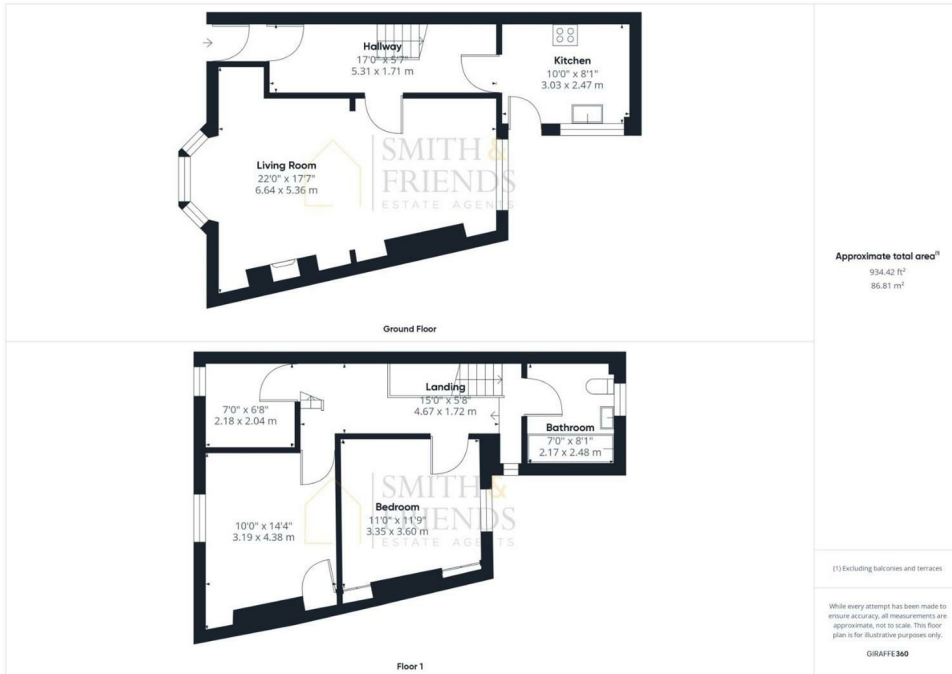 Hallway
17'0" x 5'7"
5.31 x 1.71 m
Kitchen
10'0" x 8'1"
3.03 x 2.47 m
Living Room
22'0" x 17'7"
6.64 x 5.36 m
SMITH &
FRIENDS
ESTATE AGENTS
Ground Floor
Landing
15'0" x 5'8"
4.67 x 1.72 m
7'0" x 6'8"
2.18 x 2.04 m
Bathroom
7'0" x 8'1"
2.17 x 2.48 m
10'0" x 14'4"
3.19 x 4.38 m
Bedroom
11'0" x 11'9"
3.35 x 3.60 m
SMITH &
FRIENDS
ESTATE AGENTS
Floor 1
Approximate total area(1)
934.42 ft²
86.81 m²
(1) Excluding balconies and terraces
While every attempt has been made to
ensure accuracy, all measurements are
approximate, not to scale. This floor
plan is for illustrative purposes only.
GIRAFFE360